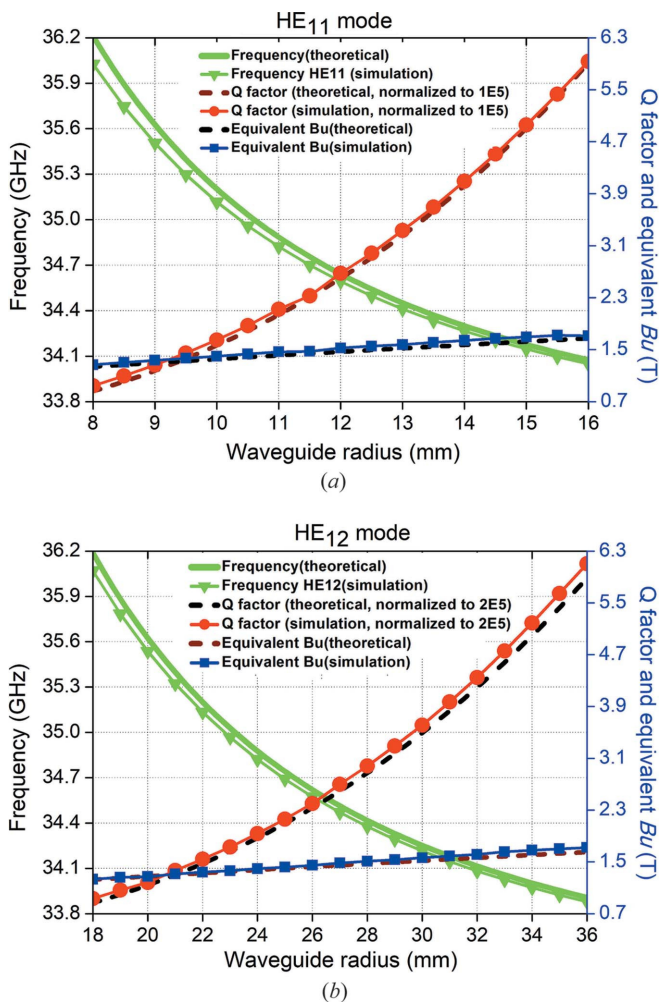 HE11 mode
Frequency (GHz)
36.2
35.9
35.6
35.3
35.0
34.7
34.4
34.1
33.8
Frequency(theoretical)
Frequency HE11 (simulation)
Q factor (theoretical, normalized to 1E5)
Q factor (simulation, normalized to 1E5)
Equivalent Bu(theoretical)
Equivalent Bu(simulation)
6.3
5.5
4.7
3.9
3.1
2.3
1.5
0.7
Q factor and equivalent Bu (T)
8 9 10 11 12 13 14 15 16
Waveguide radius (mm)
(a)
HE12 mode
Frequency (GHz)
36.2
35.9
35.6
35.3
35.0
34.7
34.4
34.1
33.8
Frequency(theoretical)
Frequency HE12(simulation)
Q factor (theoretical, normalized to 2E5)
Q factor (simulation, normalized to 2E5)
Equivalent Bu(theoretical)
Equivalent Bu(simulation)
6.3
5.5
4.7
3.9
3.1
2.3
1.5
0.7
Q factor and equivalent Bu (T)
18 20 22 24 26 28 30 32 34 36
Waveguide radius (mm)
(b)